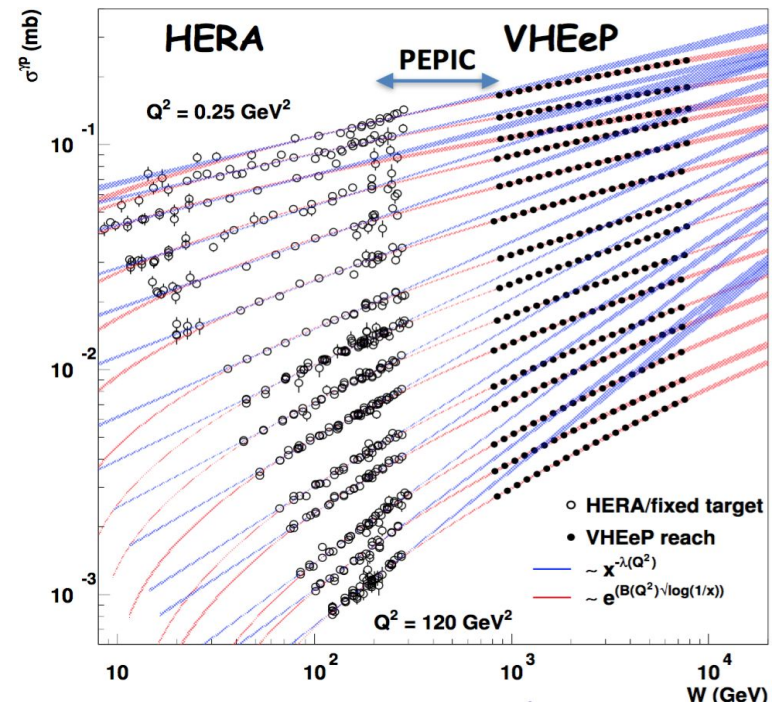 HERA
VHEeP
PEPIC
σγp (mb)
Q2 = 0.25 GeV2
10-1
10-2
10-3
HERA/fixed target
VHEeP reach
~ x-λ(Q2)
~ e(B(Q2)√log(1/x))
Q2 = 120 GeV2
10
102
103
104
W (GeV)